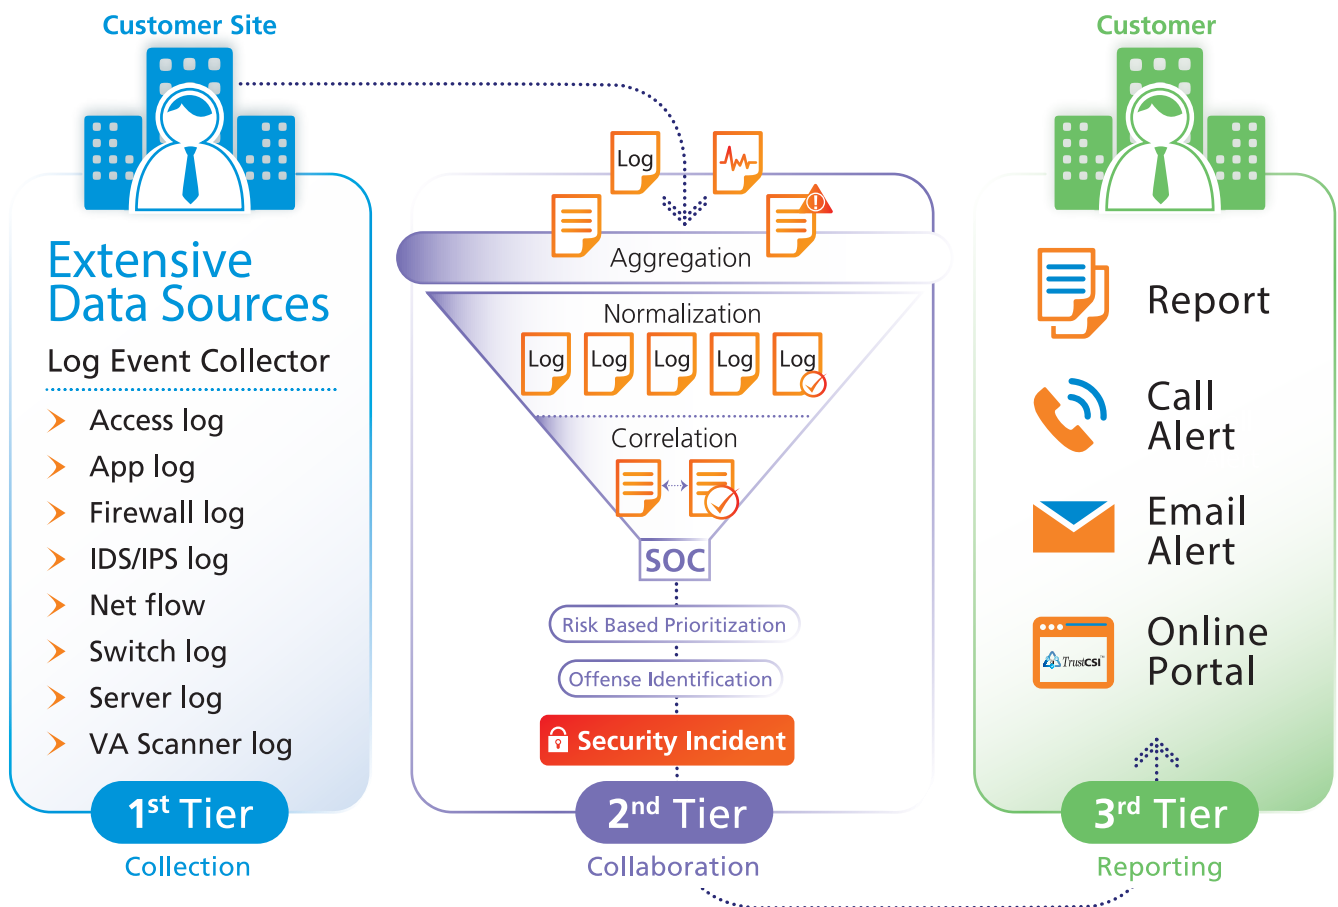 Customer Site
Extensive
Data Sources
Log Event Collector
Access log
App log
Firewall log
IDS/IPS log
Net flow
Switch log
Server log
VA Scanner log
1st Tier
Collection
Log
Aggregation
Normalization
Log Log Log Log Log
Correlation
SOC
Risk Based Prioritization
Offense Identification
Security Incident
2nd Tier
Collaboration
Customer
Report
Call
Alert
Email
Alert
TrustCSI™
Online
Portal
3rd Tier
Reporting